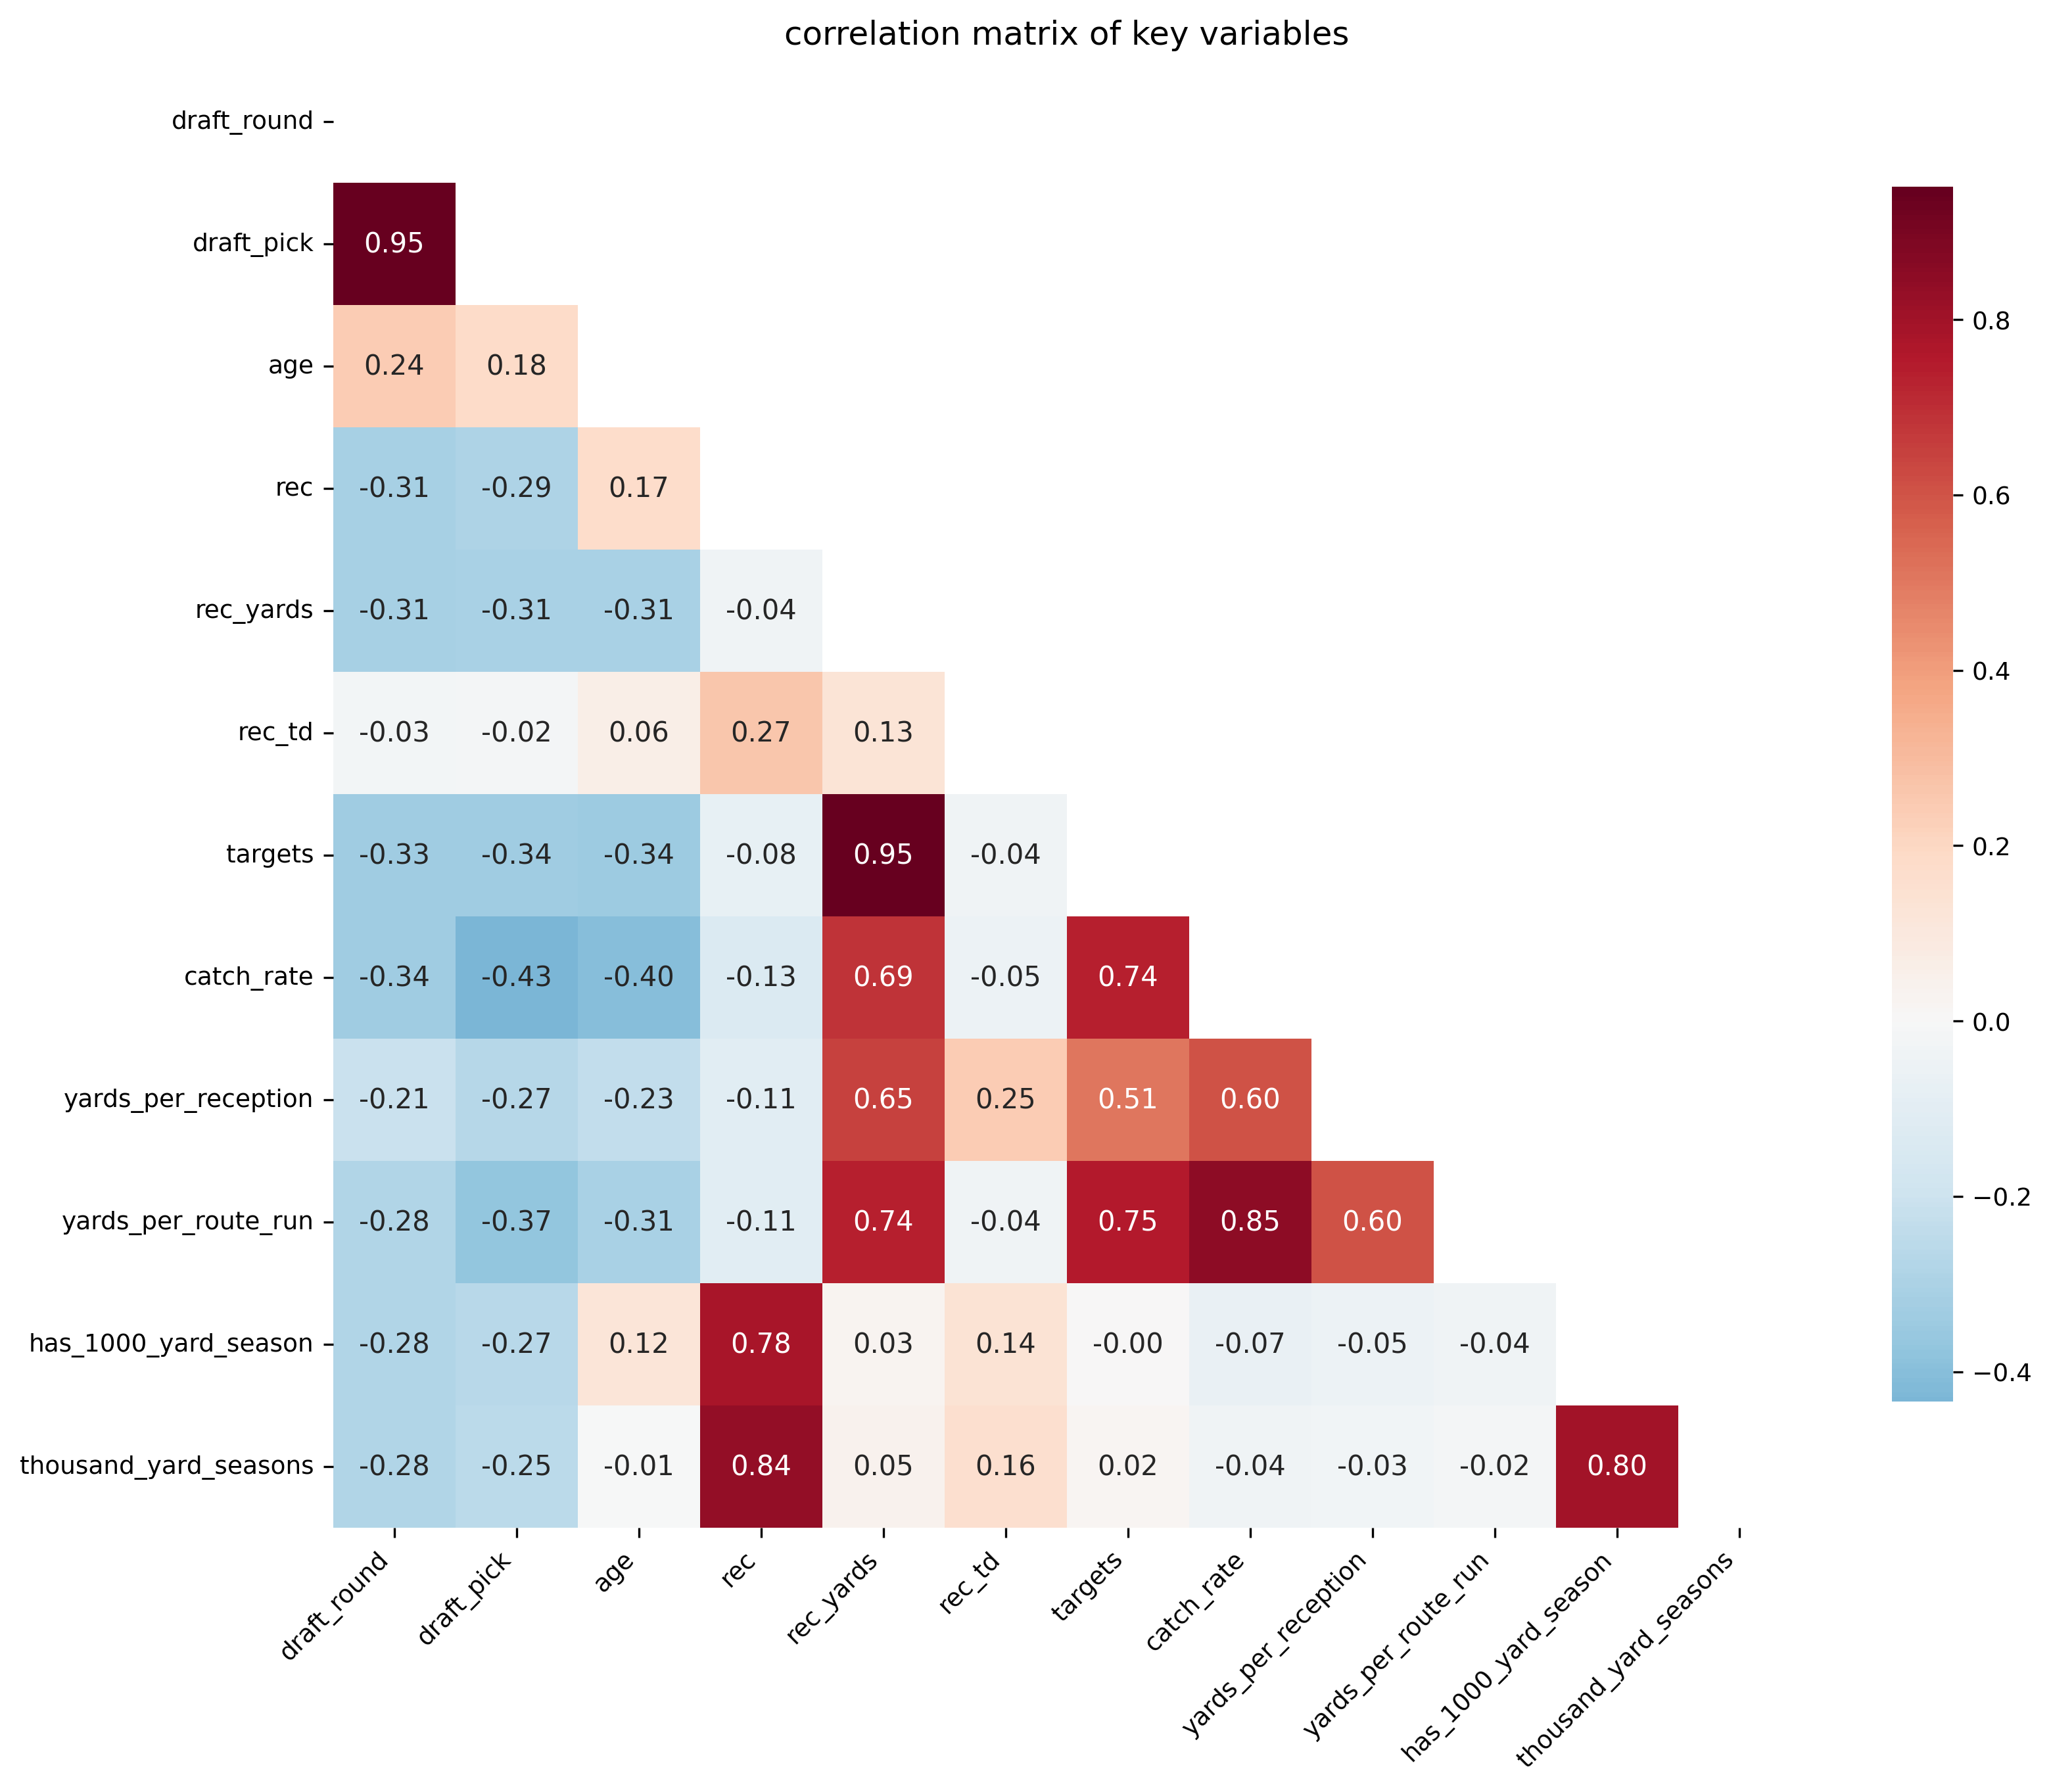 correlation matrix of key variables
draft_round
draft_pick 0.95
age 0.24 0.18
rec -0.31 -0.29 0.17
rec_yards -0.31 -0.31 -0.31 -0.04
rec_td -0.03 -0.02 0.06 0.27 0.13
targets -0.33 -0.34 -0.34 -0.08 0.95 -0.04
catch_rate -0.34 -0.43 -0.40 -0.13 0.69 -0.05 0.74
yards_per_reception -0.21 -0.27 -0.23 -0.11 0.65 0.25 0.51 0.60
yards_per_route_run -0.28 -0.37 -0.31 -0.11 0.74 -0.04 0.75 0.85 0.60
has_1000_yard_season -0.28 -0.27 0.12 0.78 0.03 0.14 -0.00 -0.07 -0.05 -0.04
thousand_yard_seasons -0.28 -0.25 -0.01 0.84 0.05 0.16 0.02 -0.04 -0.03 -0.02 0.80
draft_round draft_pick age rec rec_yards rec_td targets catch_rate yards_per_reception yards_per_route_run has_1000_yard_season thousand_yard_seasons
0.8
0.6
0.4
0.2
0.0
−0.2
−0.4